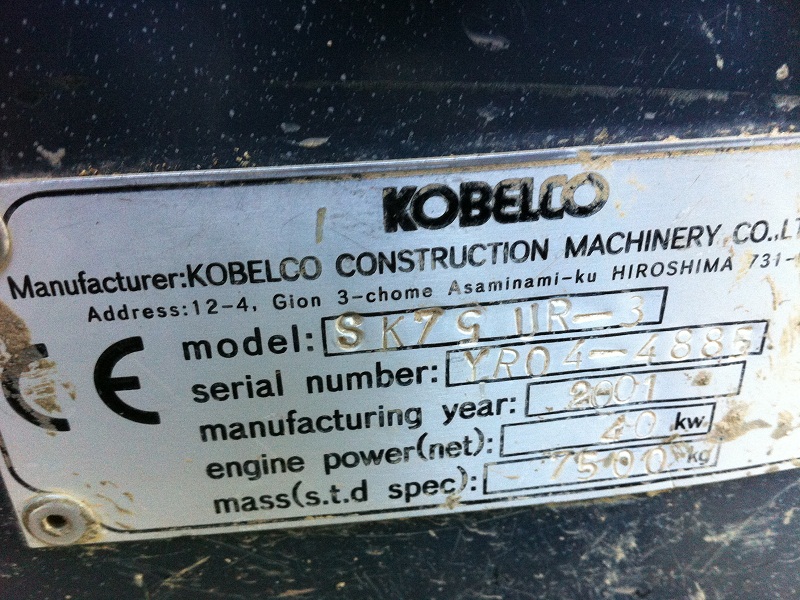 KOBELCO
Manufacturer:KOBELCO CONSTRUCTION MACHINERY CO.,LT
Address:12-4, Gion 3-chome Asaminami-ku HIROSHIMA 731-
CE
model: SK75UR-3
serial number: YR04-4885
manufacturing year: 2001
engine power(net): 40 kw
mass(s.t.d spec): 7500 kg